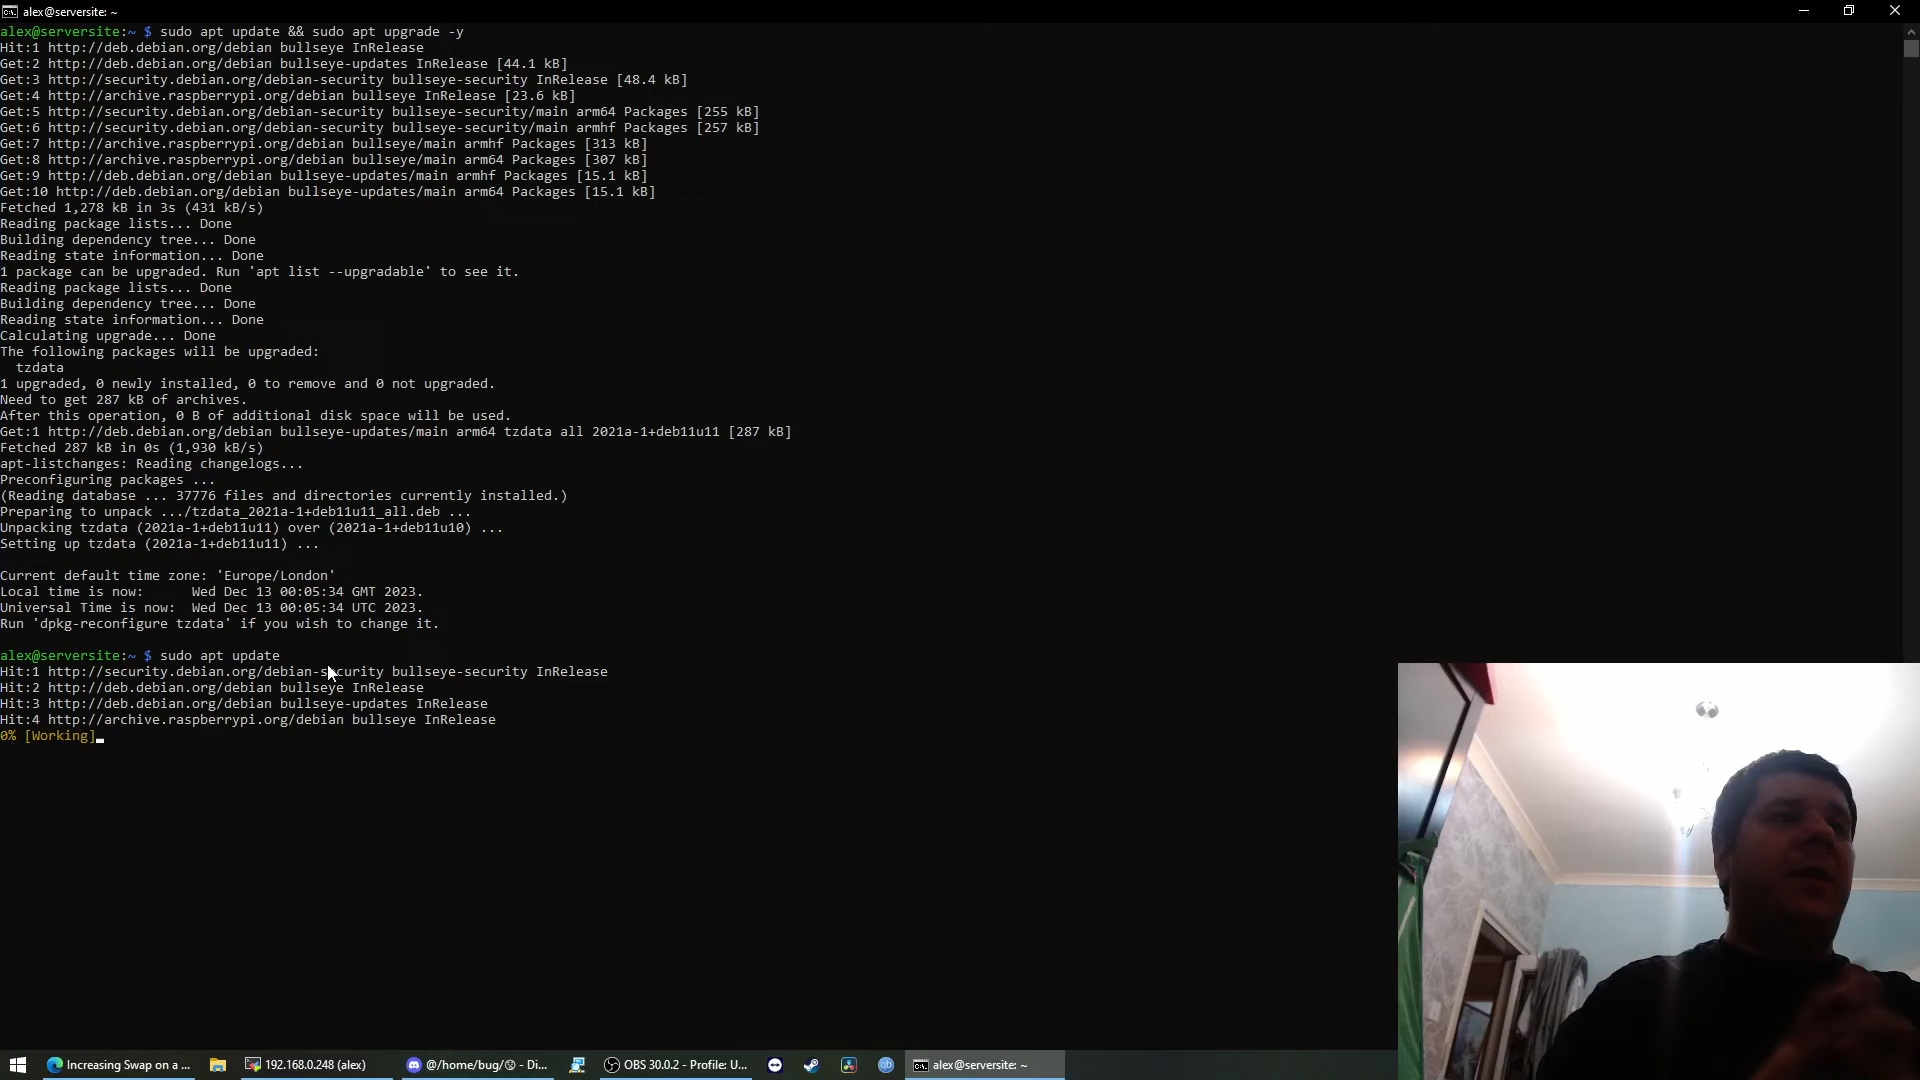 alex@serversite: ~
alex@serversite:~ $ sudo apt update && sudo apt upgrade -y
Hit:1 http://deb.debian.org/debian bullseye InRelease
Get:2 http://deb.debian.org/debian bullseye-updates InRelease [44.1 kB]
Get:3 http://security.debian.org/debian-security bullseye-security InRelease [48.4 kB]
Get:4 http://archive.raspberrypi.org/debian bullseye InRelease [23.6 kB]
Get:5 http://security.debian.org/debian-security bullseye-security/main arm64 Packages [255 kB]
Get:6 http://security.debian.org/debian-security bullseye-security/main armhf Packages [257 kB]
Get:7 http://archive.raspberrypi.org/debian bullseye/main armhf Packages [313 kB]
Get:8 http://archive.raspberrypi.org/debian bullseye/main arm64 Packages [307 kB]
Get:9 http://deb.debian.org/debian bullseye-updates/main armhf Packages [15.1 kB]
Get:10 http://deb.debian.org/debian bullseye-updates/main arm64 Packages [15.1 kB]
Fetched 1,278 kB in 3s (431 kB/s)
Reading package lists... Done
Building dependency tree... Done
Reading state information... Done
1 package can be upgraded. Run 'apt list --upgradable' to see it.
Reading package lists... Done
Building dependency tree... Done
Reading state information... Done
Calculating upgrade... Done
The following packages will be upgraded:
tzdata
1 upgraded, 0 newly installed, 0 to remove and 0 not upgraded.
Need to get 287 kB of archives.
After this operation, 0 B of additional disk space will be used.
Get:1 http://deb.debian.org/debian bullseye-updates/main arm64 tzdata all 2021a-1+deb11u11 [287 kB]
Fetched 287 kB in 0s (1,930 kB/s)
apt-listchanges: Reading changelogs...
Preconfiguring packages ...
(Reading database ... 37776 files and directories currently installed.)
Preparing to unpack .../tzdata_2021a-1+deb11u11_all.deb ...
Unpacking tzdata (2021a-1+deb11u11) over (2021a-1+deb11u10) ...
Setting up tzdata (2021a-1+deb11u11) ...
Current default time zone: 'Europe/London'
Local time is now:      Wed Dec 13 00:05:34 GMT 2023.
Universal Time is now:  Wed Dec 13 00:05:34 UTC 2023.
Run 'dpkg-reconfigure tzdata' if you wish to change it.
alex@serversite:~ $ sudo apt update
Hit:1 http://security.debian.org/debian-security bullseye-security InRelease
Hit:2 http://deb.debian.org/debian bullseye InRelease
Hit:3 http://deb.debian.org/debian bullseye-updates InRelease
Hit:4 http://archive.raspberrypi.org/debian bullseye InRelease
0% [Working]
Increasing Swap on a ... 192.168.0.248 (alex) @/home/bug/ - Di... OBS 30.0.2 - Profile: U... qb alex@serversite: ~